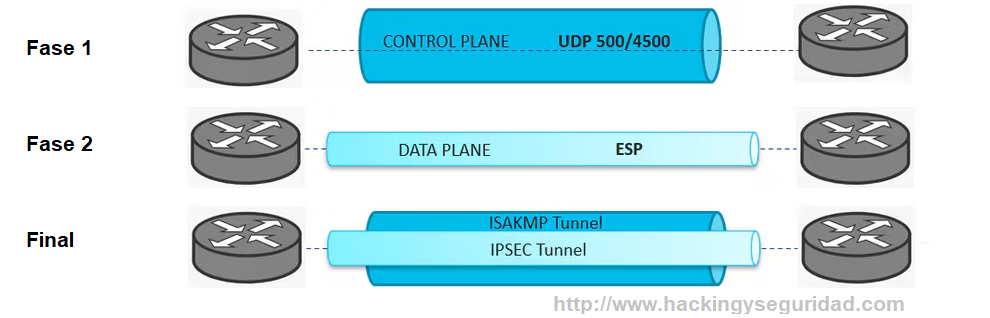 Fase 1
CONTROL PLANE UDP 500/4500
Fase 2
DATA PLANE ESP
Final
ISAKMP Tunnel
IPSEC Tunnel
http://www.hackingyseguridad.com